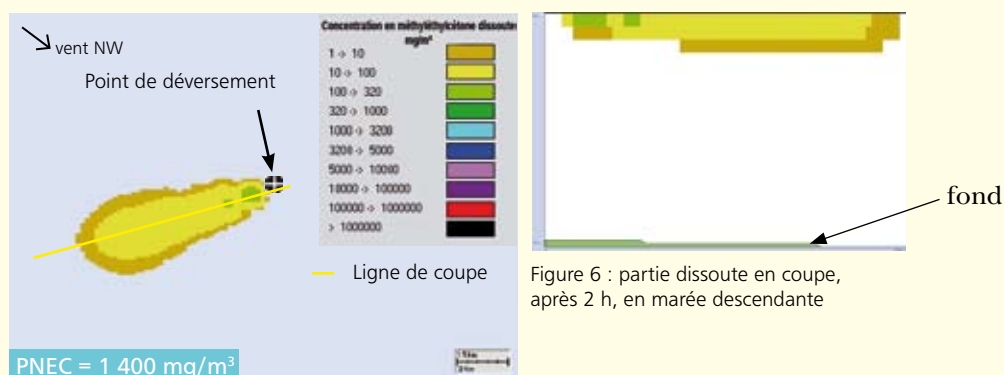 vent NW
Point de déversement
Concentration en méthyléthylcétone dissoute
mg/m³
1 -> 10
10 -> 100
100 -> 320
320 -> 1000
1000 -> 3200
3200 -> 5000
5000 -> 10000
10000 -> 100000
100000 -> 1000000
> 1000000
Ligne de coupe
PNEC = 1 400 mg/m³
fond
Figure 6 : partie dissoute en coupe,
après 2 h, en marée descendante